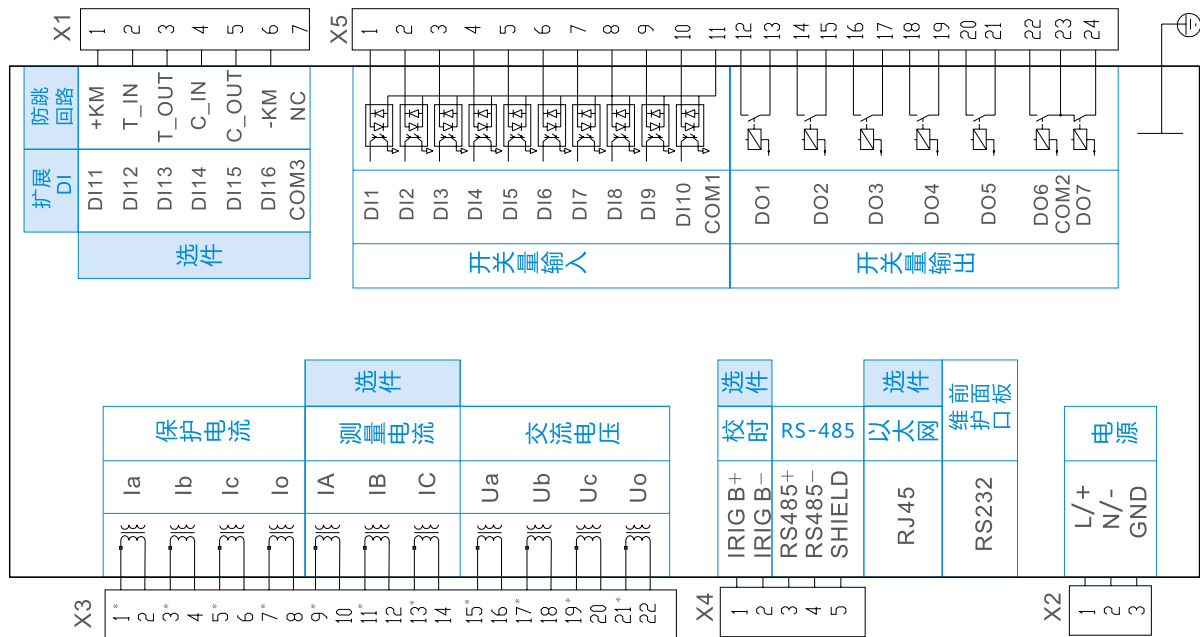 X1
1 2 3 4 5 6 7
防跳
回路
+KM T_IN T_OUT C_IN C_OUT -KM NC
扩展
DI
DI11 DI12 DI13 DI14 DI15 DI16 COM3
选件
X5
1 2 3 4 5 6 7 8 9 10 11 12 13 14 15 16 17 18 19 20 21 22 23 24
DI1 DI2 DI3 DI4 DI5 DI6 DI7 DI8 DI9 DI10 COM1
DO1 DO2 DO3 DO4 DO5 DO6 COM2 DO7
开关量输入
开关量输出
选件
选件
选件
保护电流
测量电流
交流电压
校时
RS-485
以太网
前面板
维护口
电源
Ia Ib Ic Io
IA IB IC
Ua Ub Uc Uo
IRIG B+
IRIG B−
RS485+
RS485−
SHIELD
RJ45
RS232
L/+
N/-
GND
X3
1* 2 3* 4 5* 6 7* 8 9* 10 11* 12 13* 14 15* 16 17* 18 19* 20 21* 22
X4
1 2 3 4 5
X2
1 2 3